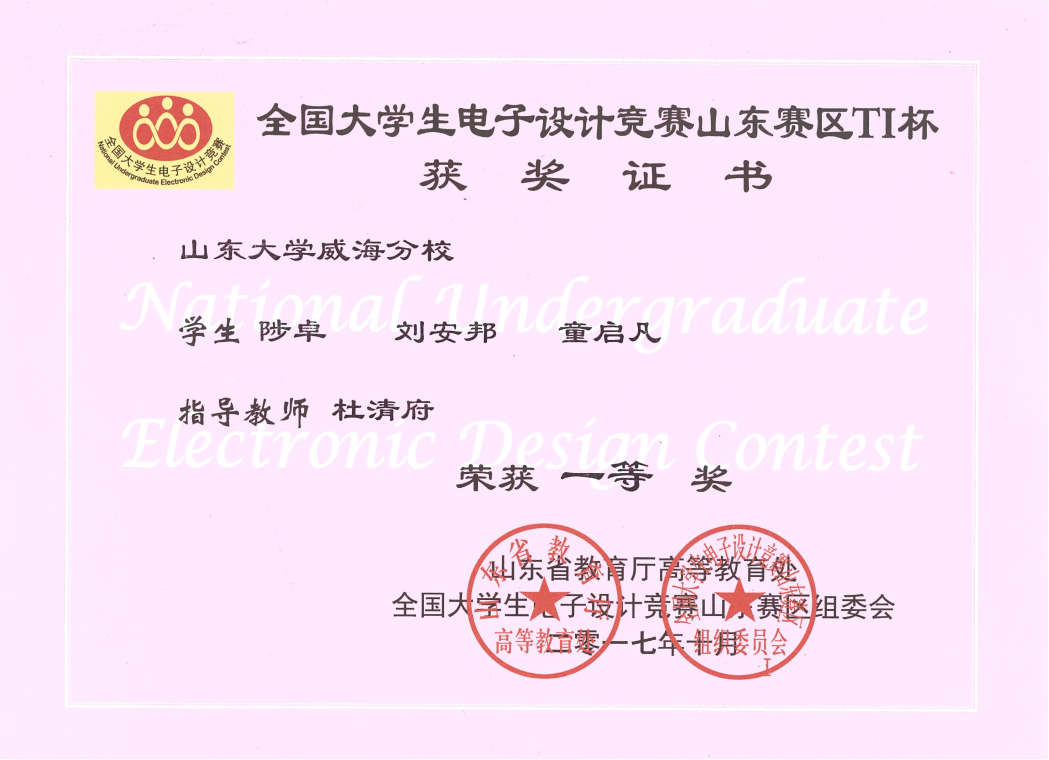 全国大学生电子设计竞赛
National Undergraduate Electronic Design Contest
全国大学生电子设计竞赛山东赛区TI杯
获奖证书
山东大学威海分校
National Undergraduate
学生 陟卓 刘安邦 童启凡
指导教师 杜清府
Electronic Design Contest
荣获 一等 奖
山东省教育厅高等教育处
全国大学生电子设计竞赛山东赛区组委会
二零一七年十月
山东省教育厅
高等教育处
全国大学生电子设计竞赛山东赛区
组织委员会
I